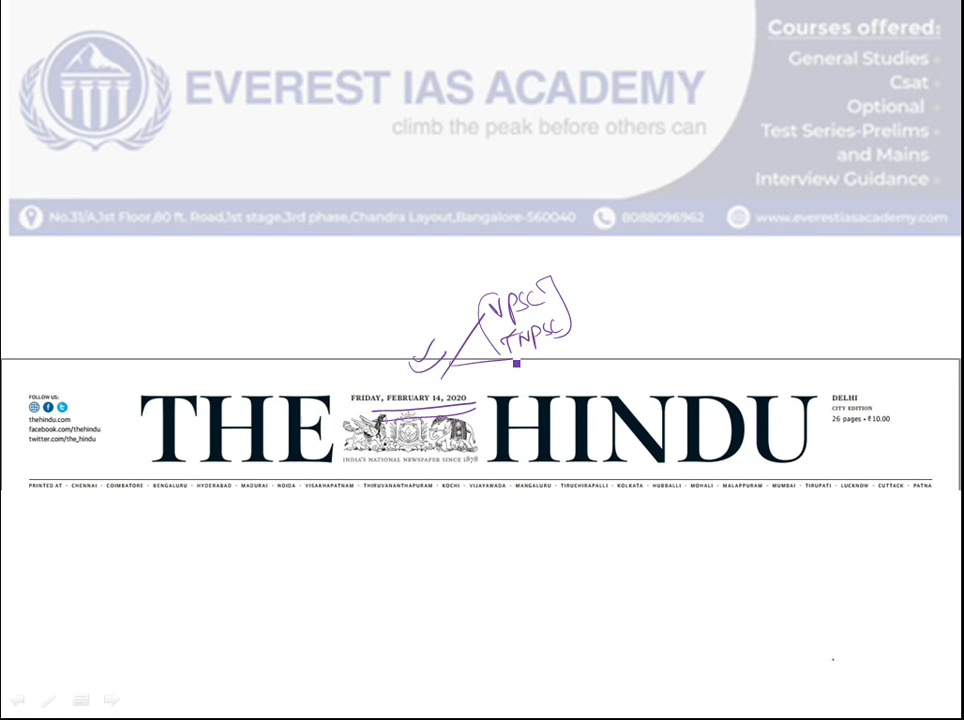 EVEREST IAS ACADEMY
climb the peak before others can
Courses offered:
General Studies
Csat
Optional
Test Series-Prelims
and Mains
Interview Guidance
No.31/A,1st Floor,80 ft. Road,1st stage,3rd phase,Chandra Layout,Bangalore-560040
8088096962
www.everestiasacademy.com
UPSC
TNPSC
FOLLOW US:
thehindu.com
facebook.com/thehindu
twitter.com/the_hindu
THE HINDU
FRIDAY, FEBRUARY 14, 2020
INDIA'S NATIONAL NEWSPAPER SINCE 1878
DELHI
CITY EDITION
26 pages • ₹10.00
PRINTED AT · CHENNAI · COIMBATORE · BENGALURU · HYDERABAD · MADURAI · NOIDA · VISAKHAPATNAM · THIRUVANANTHAPURAM · KOCHI · VIJAYAWADA · MANGALURU · TIRUCHIRAPALLI · KOLKATA · HUBBALLI · MOHALI · MALAPPURAM · MUMBAI · TIRUPATI · LUCKNOW · CUTTACK · PATNA